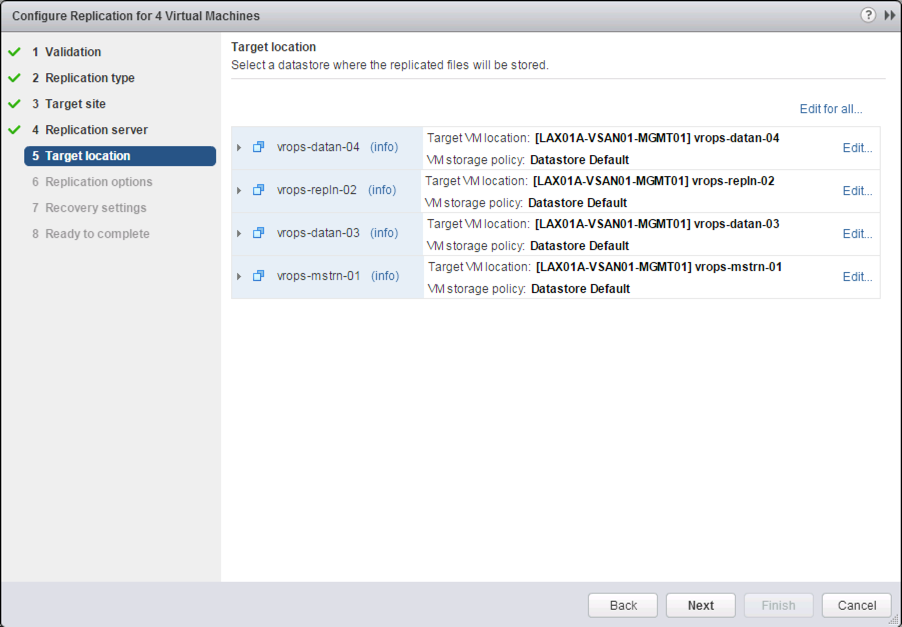 Configure Replication for 4 Virtual Machines
?
1 Validation
2 Replication type
3 Target site
4 Replication server
5 Target location
6 Replication options
7 Recovery settings
8 Ready to complete
Target location
Select a datastore where the replicated files will be stored.
Edit for all...
vrops-datan-04 (info)
Target VM location: [LAX01A-VSAN01-MGMT01] vrops-datan-04
VM storage policy: Datastore Default
Edit...
vrops-repln-02 (info)
Target VM location: [LAX01A-VSAN01-MGMT01] vrops-repln-02
VM storage policy: Datastore Default
Edit...
vrops-datan-03 (info)
Target VM location: [LAX01A-VSAN01-MGMT01] vrops-datan-03
VM storage policy: Datastore Default
Edit...
vrops-mstrn-01 (info)
Target VM location: [LAX01A-VSAN01-MGMT01] vrops-mstrn-01
VM storage policy: Datastore Default
Edit...
Back Next Finish Cancel